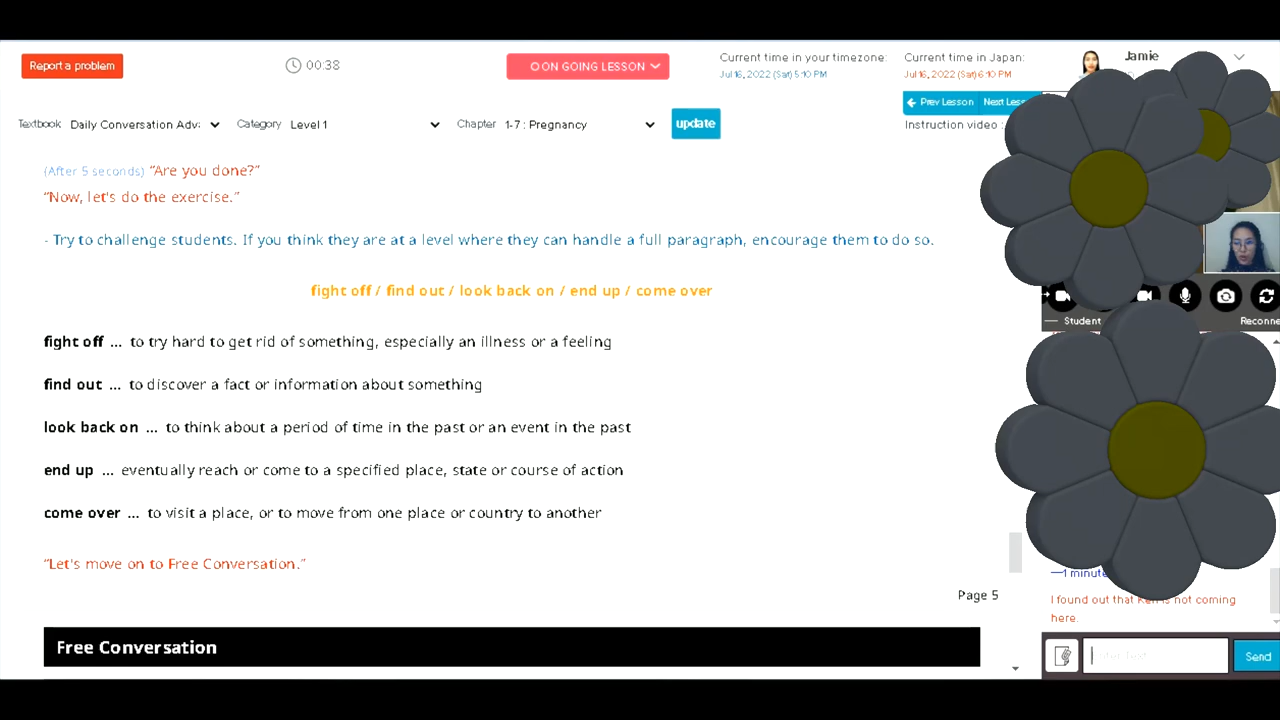 Report a problem
00:38
ON GOING LESSON
Current time in your timezone:
Jul 16, 2022 (Sat) 5:10 PM
Current time in Japan:
Jul 16, 2022 (Sat) 6:10 PM
Jamie
Prev Lesson Next
Textbook Daily Conversation Category Level 1 Chapter 1-7 : Pregnancy update
Instruction video :
(After 5 seconds) “Are you done?”
“Now, let's do the exercise.”
- Try to challenge students. If you think they are at a level where they can handle a full paragraph, encourage them to do so.
fight off / find out / look back on / end up / come over
fight off ... to try hard to get rid of something, especially an illness or a feeling
find out ... to discover a fact or information about something
look back on ... to think about a period of time in the past or an event in the past
end up ... eventually reach or come to a specified place, state or course of action
come over ... to visit a place, or to move from one place or country to another
“Let's move on to Free Conversation.”
Page 5
Free Conversation
Student
1 minute
I found out that is not coming
here.
Send